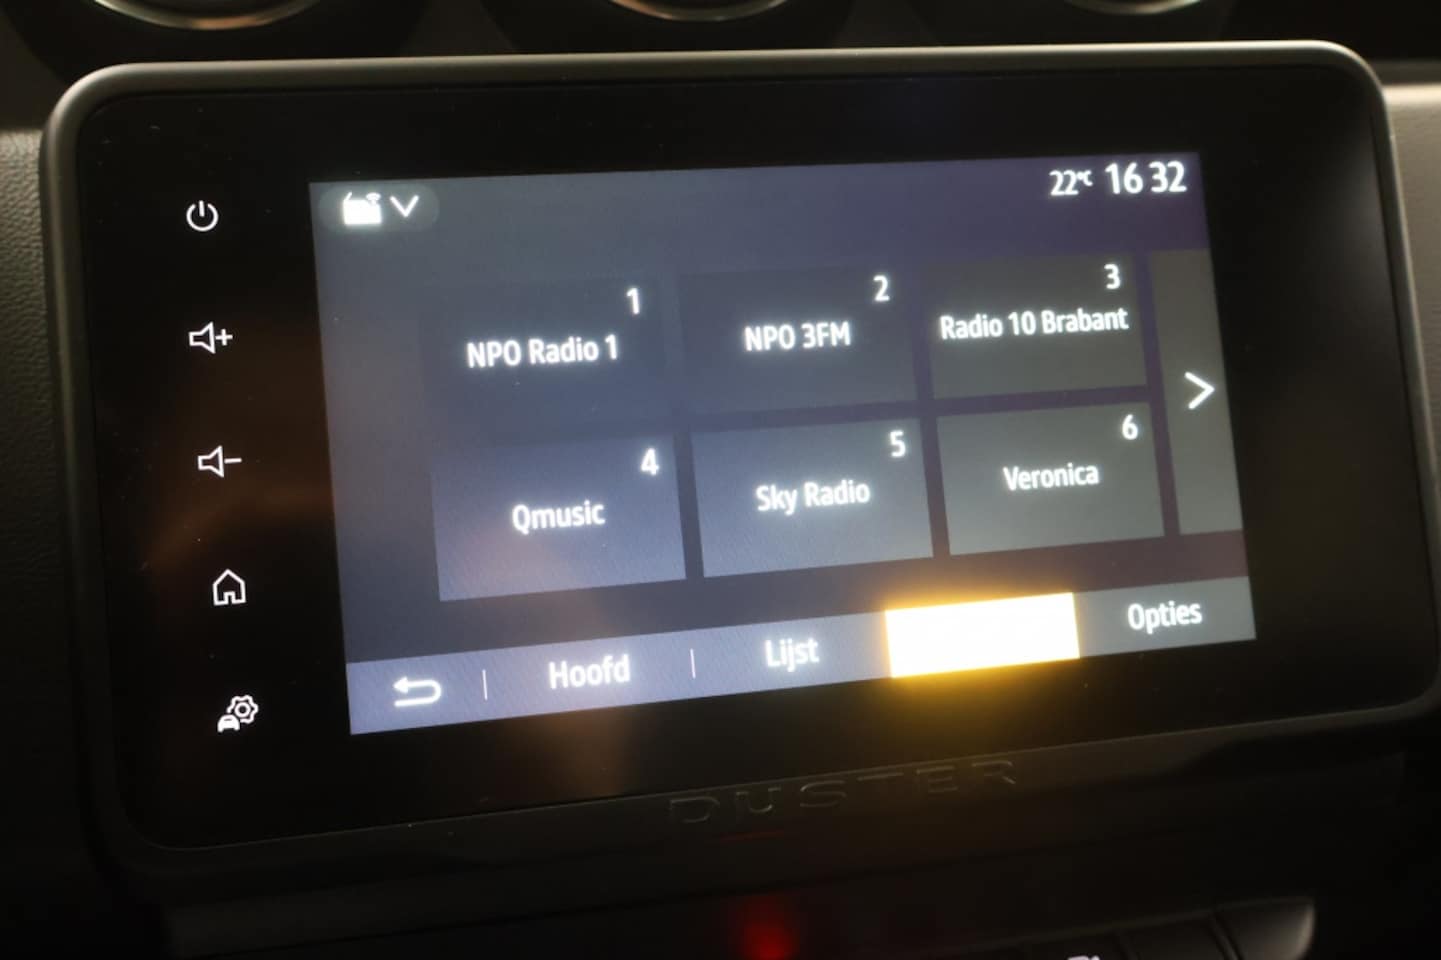 22°C 16 32
1 2 3
NPO Radio 1 NPO 3FM Radio 10 Brabant
4 5 6
Qmusic Sky Radio Veronica
Hoofd Lijst Opties
DUSTER